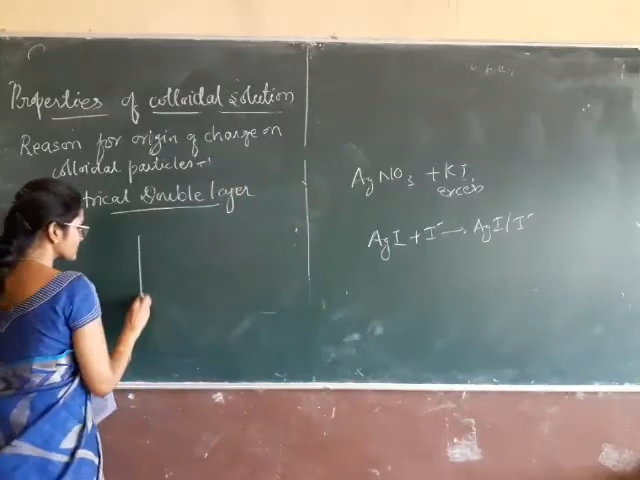 Properties of colloidal solution
Reason for origin of charge on
colloidal particles:-
trical Double layer
AgNO3 + KI
excess
AgI + I⁻ → AgI/I⁻